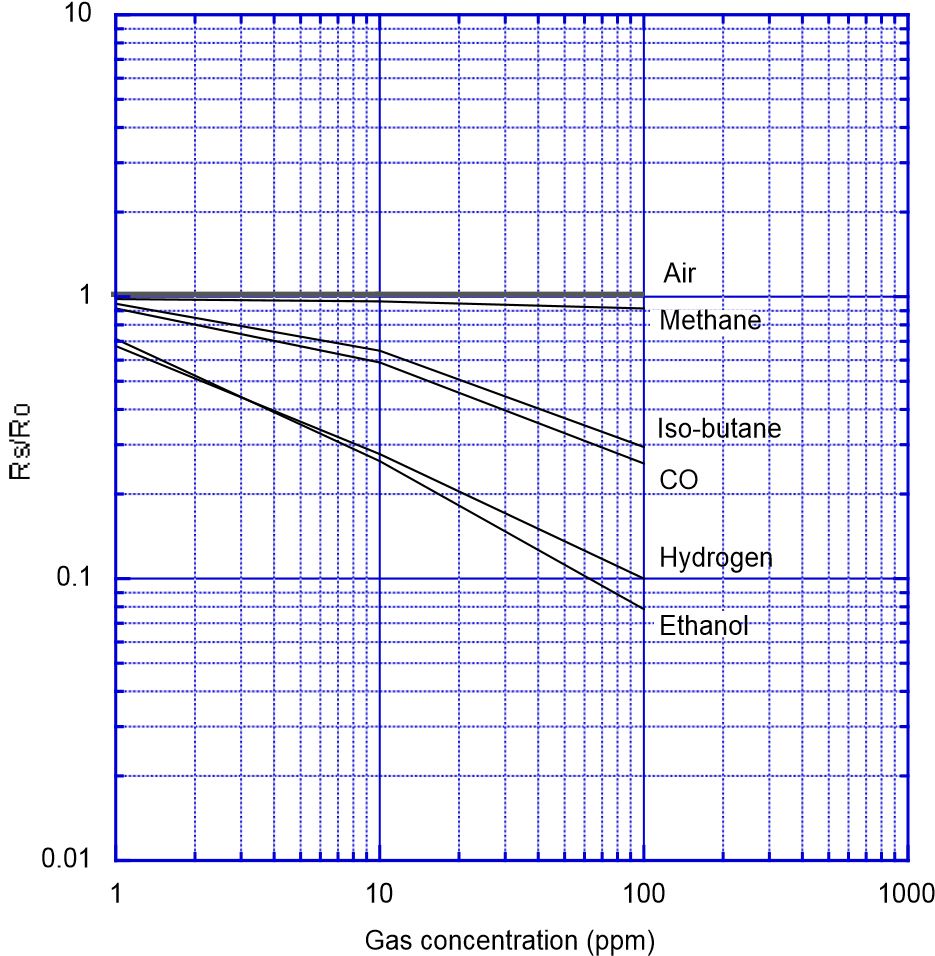 10
Air
1
Methane
Iso-butane
Rs/Ro
CO
Hydrogen
0.1
Ethanol
0.01
1
10
100
1000
Gas concentration (ppm)